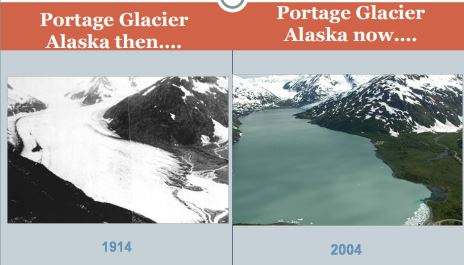 Portage Glacier
Alaska then....
Portage Glacier
Alaska now....
1914
2004